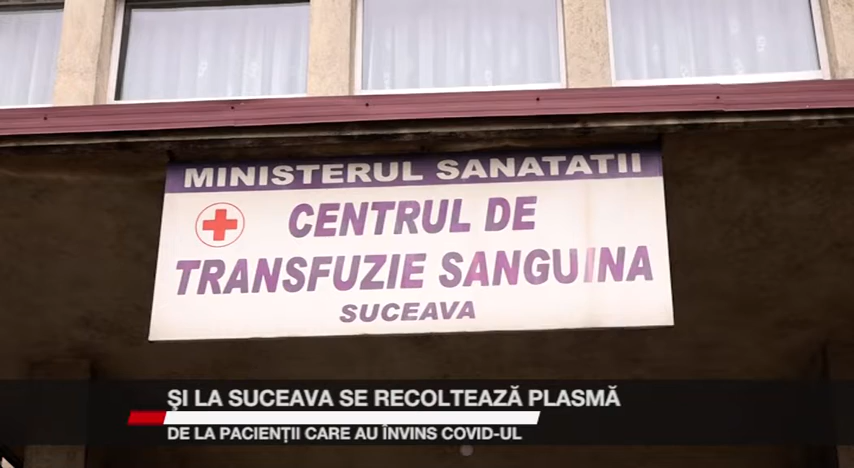 MINISTERUL SANATATII
CENTRUL DE
TRANSFUZIE SANGUINA
SUCEAVA
ŞI LA SUCEAVA SE RECOLTEAZĂ PLASMĂ
DE LA PACIENŢII CARE AU ÎNVINS COVID-UL